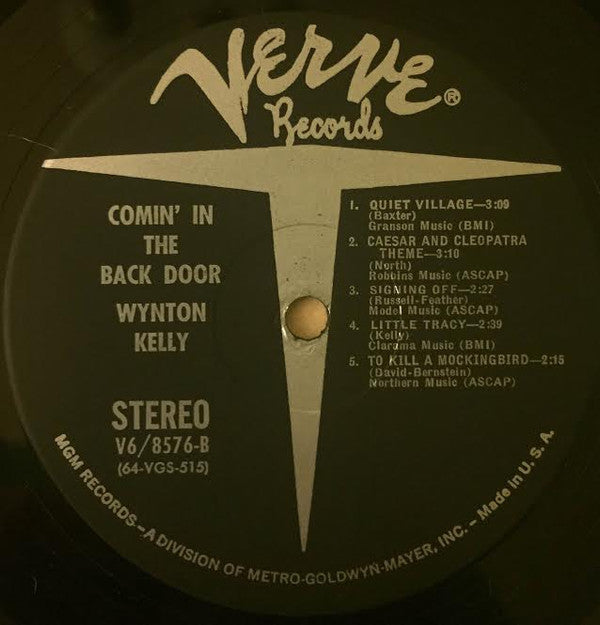 Verve®
Records
COMIN' IN
THE
BACK DOOR
WYNTON
KELLY
STEREO
V6/8576-B
(64-VGS-515)
1. QUIET VILLAGE—3:09
(Baxter)
Granson Music (BMI)
2. CAESAR AND CLEOPATRA
THEME—3:10
(North)
Robbins Music (ASCAP)
3. SIGNING OFF—2:27
(Russell-Feather)
Model Music (ASCAP)
4. LITTLE TRACY—2:39
(Kelly)
Clarama Music (BMI)
5. TO KILL A MOCKINGBIRD—2:15
(David-Bernstein)
Northern Music (ASCAP)
MGM RECORDS—A DIVISION OF METRO-GOLDWYN-MAYER, INC. – Made in U. S. A.